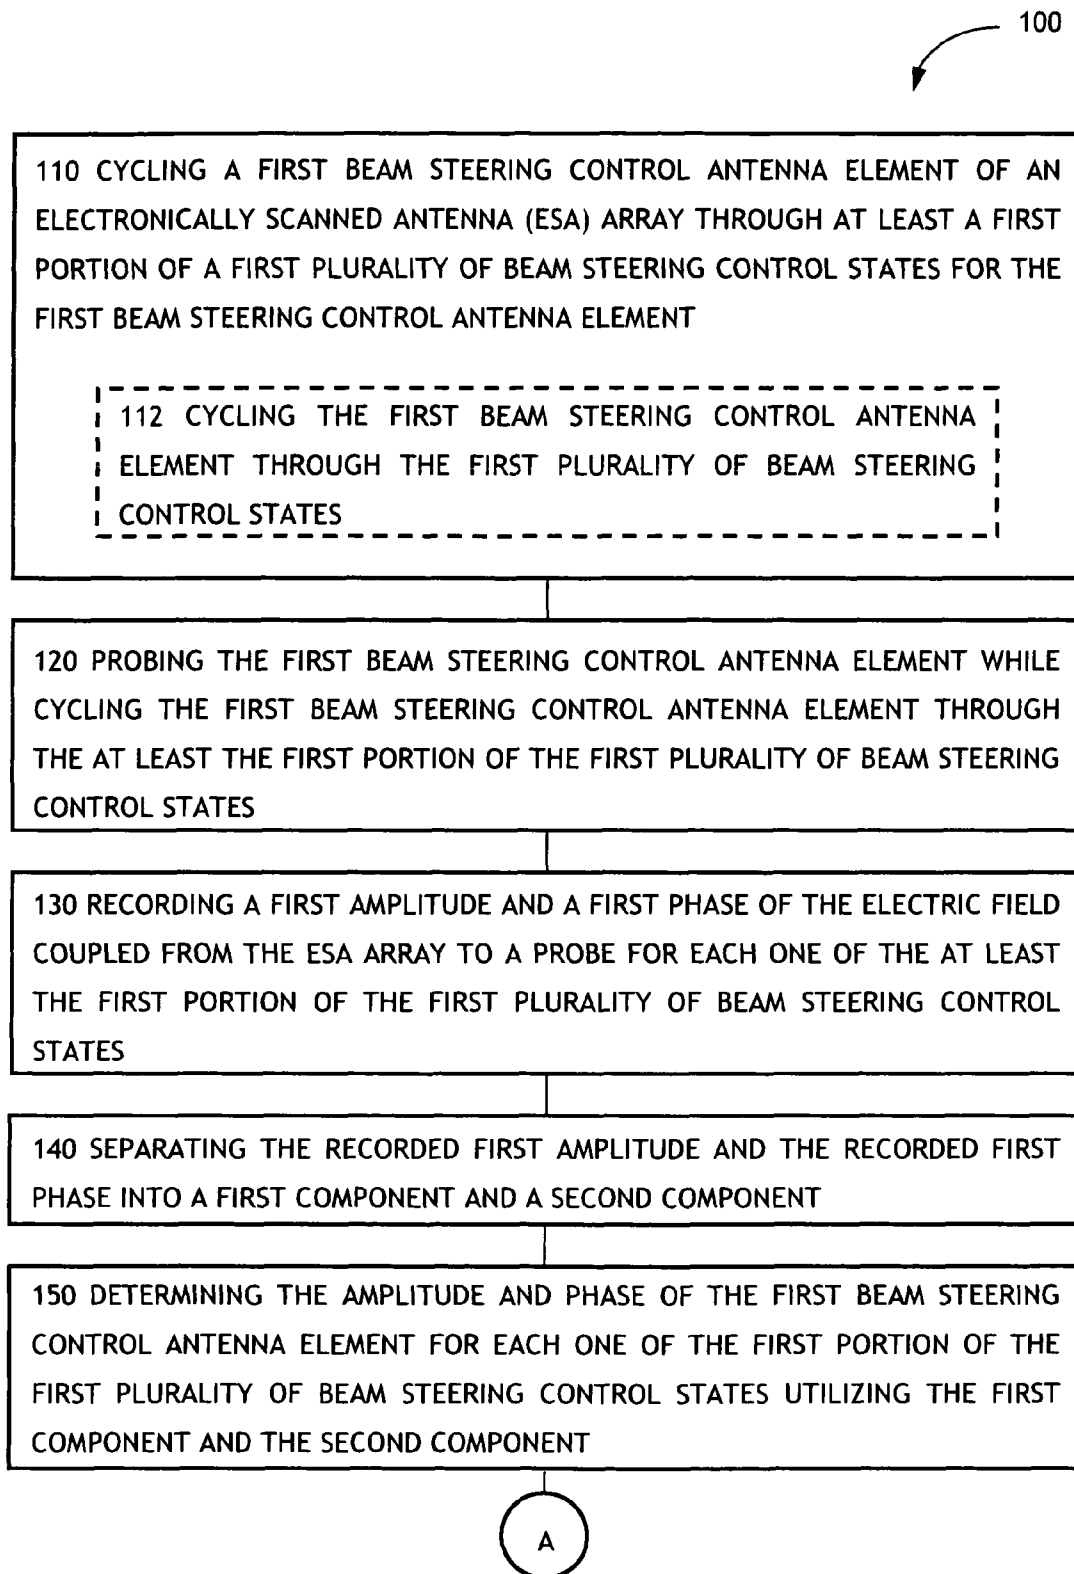 100
110 CYCLING A FIRST BEAM STEERING CONTROL ANTENNA ELEMENT OF AN
ELECTRONICALLY SCANNED ANTENNA (ESA) ARRAY THROUGH AT LEAST A FIRST
PORTION OF A FIRST PLURALITY OF BEAM STEERING CONTROL STATES FOR THE
FIRST BEAM STEERING CONTROL ANTENNA ELEMENT
112 CYCLING THE FIRST BEAM STEERING CONTROL ANTENNA
ELEMENT THROUGH THE FIRST PLURALITY OF BEAM STEERING
CONTROL STATES
120 PROBING THE FIRST BEAM STEERING CONTROL ANTENNA ELEMENT WHILE
CYCLING THE FIRST BEAM STEERING CONTROL ANTENNA ELEMENT THROUGH
THE AT LEAST THE FIRST PORTION OF THE FIRST PLURALITY OF BEAM STEERING
CONTROL STATES
130 RECORDING A FIRST AMPLITUDE AND A FIRST PHASE OF THE ELECTRIC FIELD
COUPLED FROM THE ESA ARRAY TO A PROBE FOR EACH ONE OF THE AT LEAST
THE FIRST PORTION OF THE FIRST PLURALITY OF BEAM STEERING CONTROL
STATES
140 SEPARATING THE RECORDED FIRST AMPLITUDE AND THE RECORDED FIRST
PHASE INTO A FIRST COMPONENT AND A SECOND COMPONENT
150 DETERMINING THE AMPLITUDE AND PHASE OF THE FIRST BEAM STEERING
CONTROL ANTENNA ELEMENT FOR EACH ONE OF THE FIRST PORTION OF THE
FIRST PLURALITY OF BEAM STEERING CONTROL STATES UTILIZING THE FIRST
COMPONENT AND THE SECOND COMPONENT
A